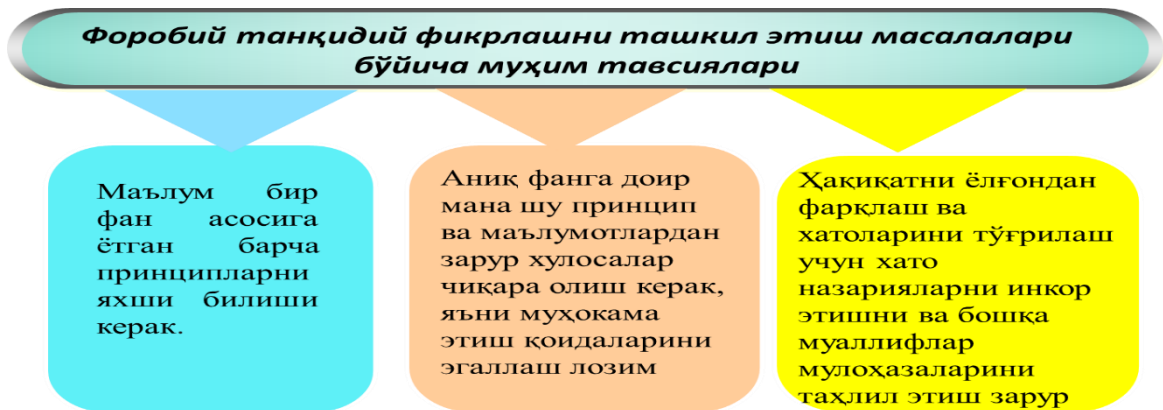 Форобий танқидий фикрлашни ташкил этиш масалалари
бўйича муҳим тавсиялари
Маълум бир
фан асосига
ётган барча
принципларни
яхши билиши
керак.
Аниқ фанга доир
мана шу принцип
ва маълумотлардан
зарур хулосалар
чиқара олиш керак,
яъни муҳокама
этиш қоидаларини
эгаллаш лозим
Ҳақиқатни ёлғондан
фарқлаш ва
хатоларини тўғрилаш
учун хато
назарияларни инкор
этишни ва бошқа
муаллифлар
мулоҳазаларини
таҳлил этиш зарур